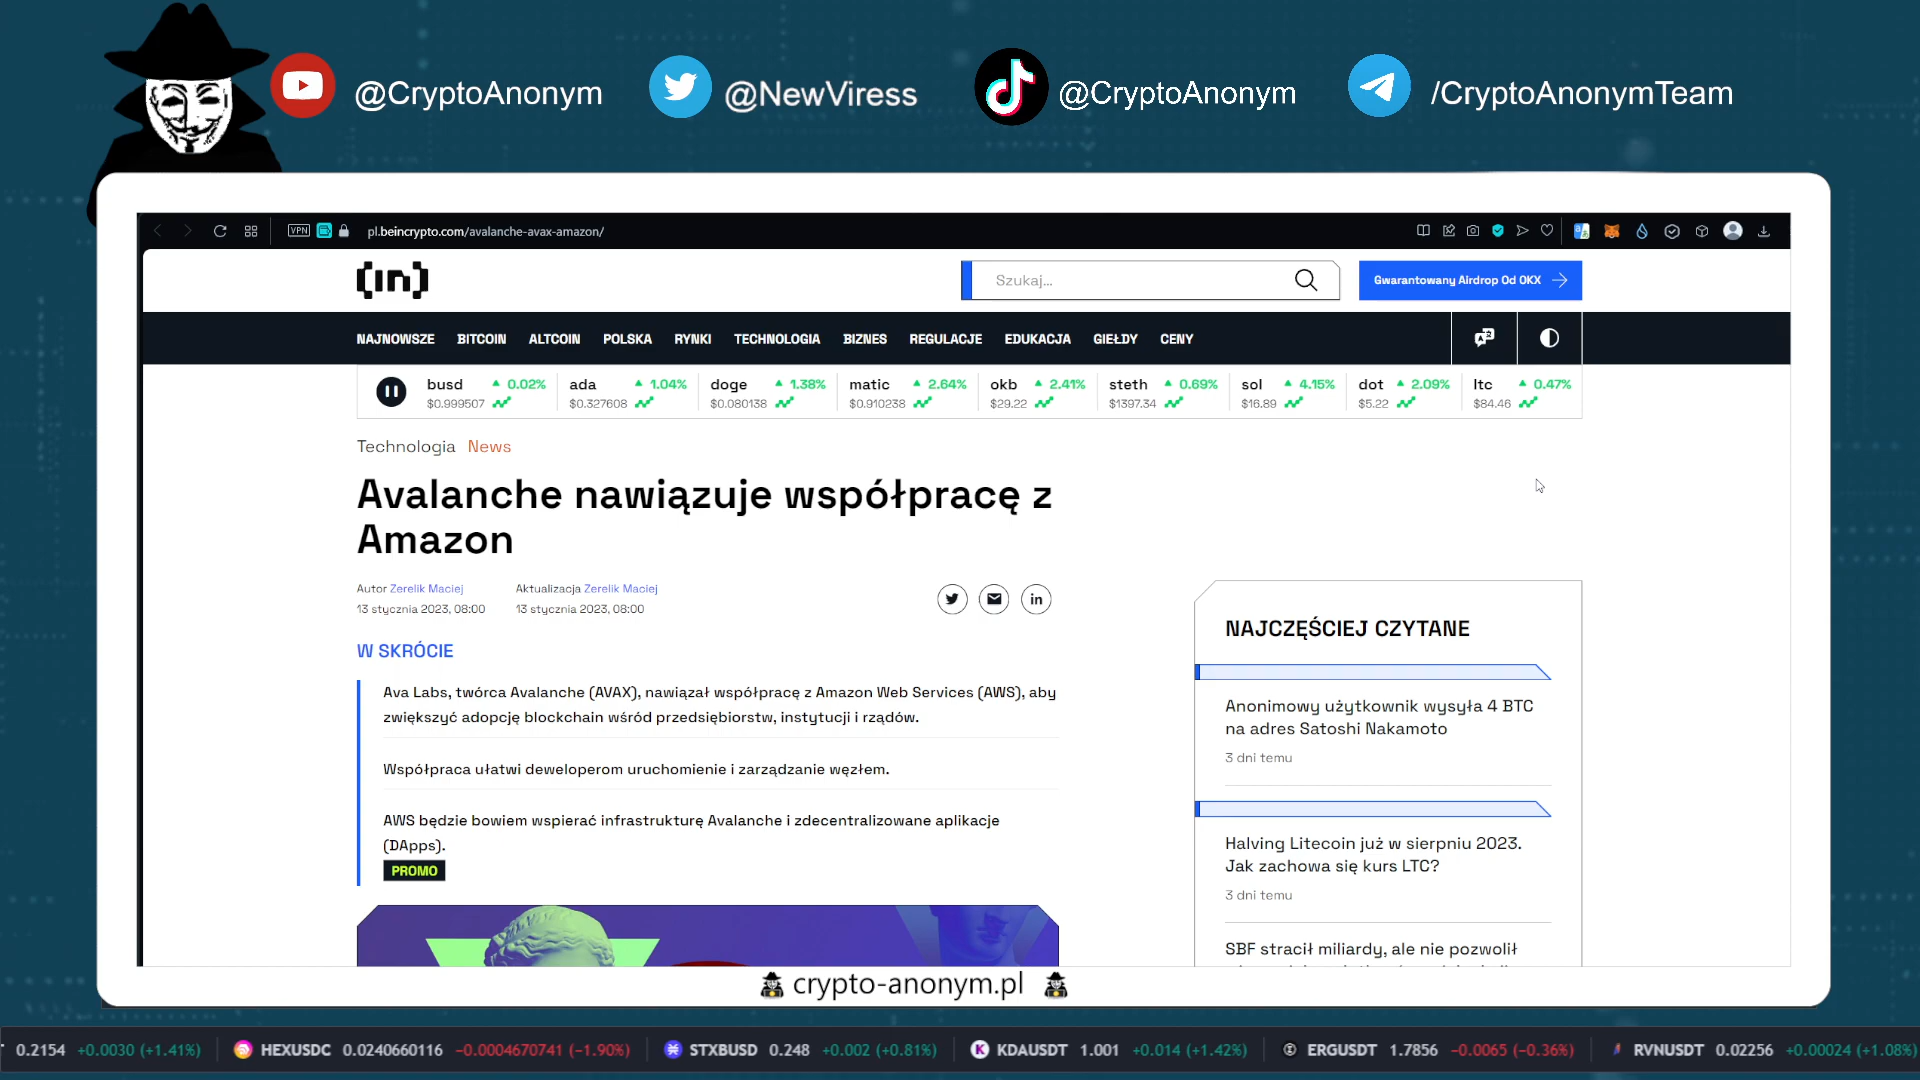 @CryptoAnonym @NewViress @CryptoAnonym /CryptoAnonymTeam
VPN pl.beincrypto.com/avalanche-avax-amazon/
[in] Szukaj... Gwarantowany Airdrop Od OKX
NAJNOWSZE BITCOIN ALTCOIN POLSKA RYNKI TECHNOLOGIA BIZNES REGULACJE EDUKACJA GIEŁDY CENY
busd 0.02% ada 1.04% doge 1.38% matic 2.64% okb 2.41% steth 0.69% sol 4.15% dot 2.09% ltc 0.47%
$0.999507 $0.327608 $0.080138 $0.910238 $29.22 $1397.34 $16.89 $5.22 $84.46
Technologia News
Avalanche nawiązuje współpracę z
Amazon
Autor Zerelik Maciej Aktualizacja Zerelik Maciej
13 stycznia 2023, 08:00 13 stycznia 2023, 08:00
W SKRÓCIE
Ava Labs, twórca Avalanche (AVAX), nawiązał współpracę z Amazon Web Services (AWS), aby
zwiększyć adopcję blockchain wśród przedsiębiorstw, instytucji i rządów.
Współpraca ułatwi deweloperom uruchomienie i zarządzanie węzłem.
AWS będzie bowiem wspierać infrastrukturę Avalanche i zdecentralizowane aplikacje
(DApps).
PROMO
NAJCZĘŚCIEJ CZYTANE
Anonimowy użytkownik wysyła 4 BTC
na adres Satoshi Nakamoto
3 dni temu
Halving Litecoin już w sierpniu 2023.
Jak zachowa się kurs LTC?
3 dni temu
SBF stracił miliardy, ale nie pozwolił
crypto-anonym.pl
0.2154 +0.0030 (+1.41%) HEXUSDC 0.0240660116 −0.0004670741 (−1.90%) STXBUSD 0.248 +0.002 (+0.81%) KDAUSDT 1.001 +0.014 (+1.42%) ERGUSDT 1.7856 −0.0065 (−0.36%) RVNUSDT 0.02256 +0.00024 (+1.08%)